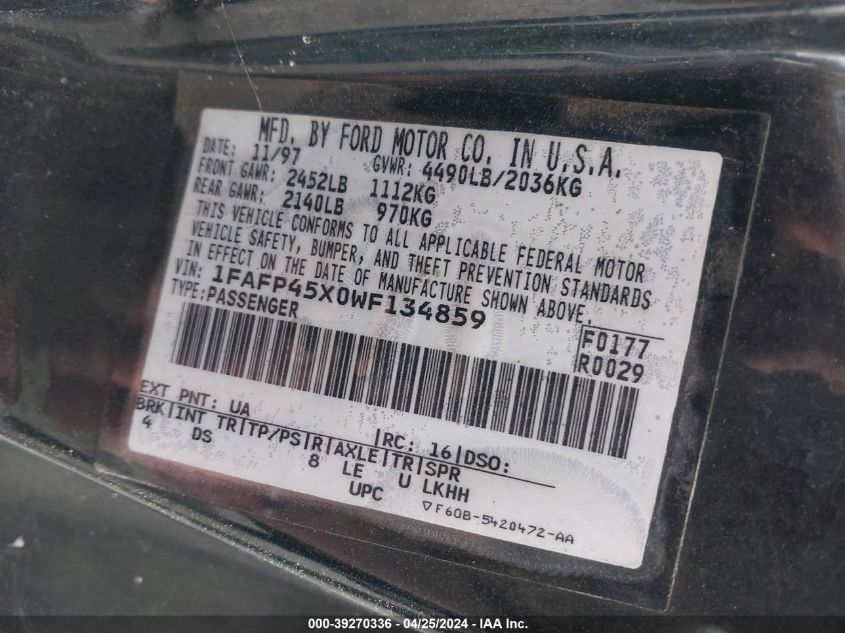 MFD. BY FORD MOTOR CO. IN U.S.A.
DATE: 11/97 GVWR: 4490LB/2036KG
FRONT GAWR: 2452LB 1112KG
REAR GAWR: 2140LB 970KG
THIS VEHICLE CONFORMS TO ALL APPLICABLE FEDERAL MOTOR
VEHICLE SAFETY, BUMPER, AND THEFT PREVENTION STANDARDS
IN EFFECT ON THE DATE OF MANUFACTURE SHOWN ABOVE.
VIN: 1FAFP45X0WF134859
TYPE: PASSENGER
F0177
R0029
EXT PNT: UA RC: 16 DSO:
BRK INT TR TP/PS R AXLE TR SPR
4 DS 8 LE U LKHH
UPC
▽F60B-5420472-AA
000-39270336 - 04/25/2024 - IAA Inc.